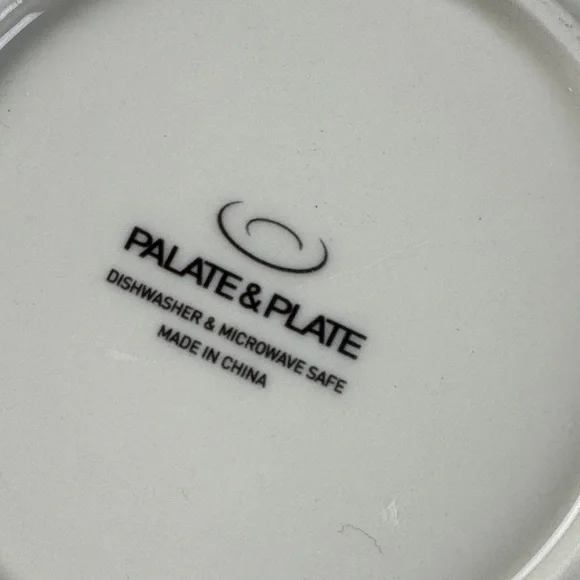 PALATE & PLATE
DISHWASHER & MICROWAVE SAFE
MADE IN CHINA